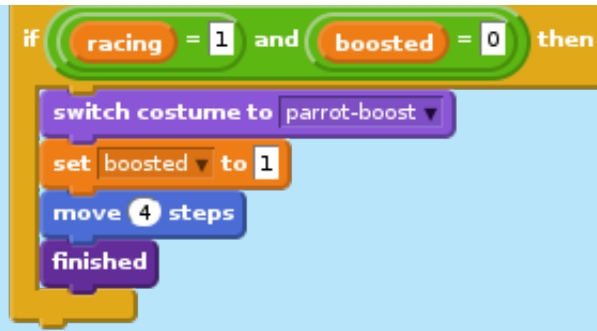 if racing = 1 and boosted = 0 then
switch costume to parrot-boost
set boosted to 1
move 4 steps
finished